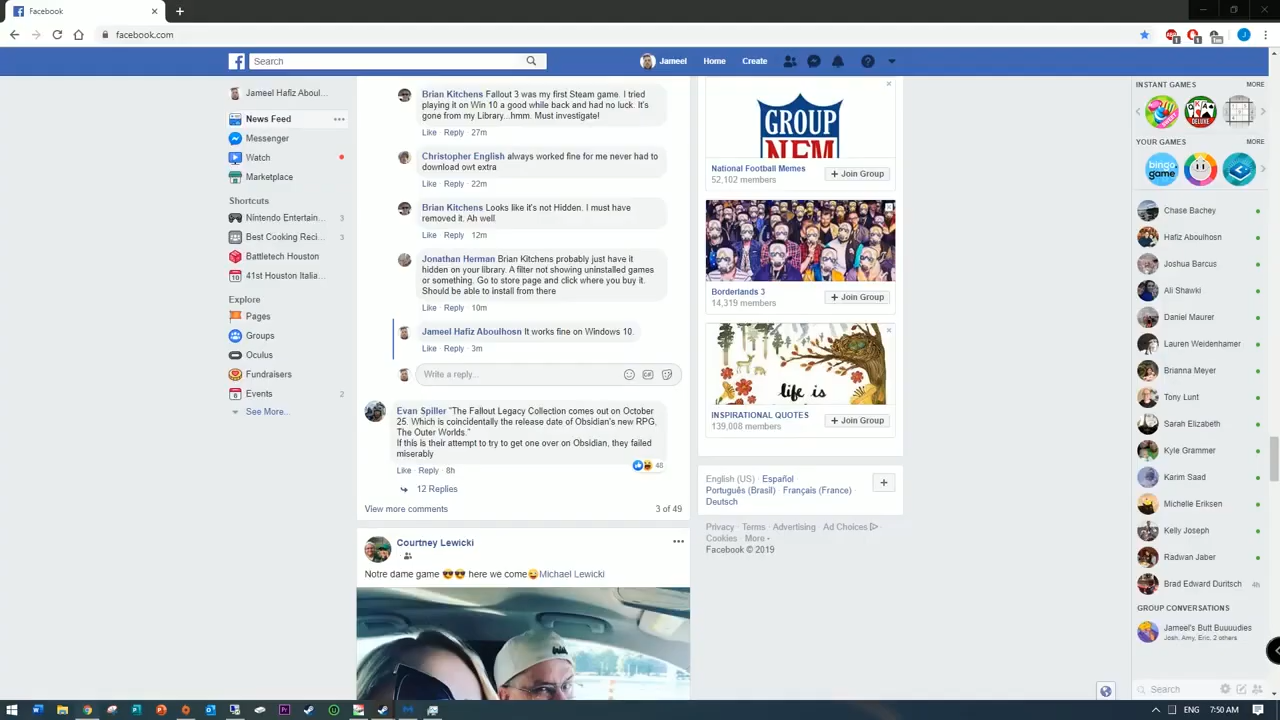 Facebook
facebook.com
Search
Jameel
Home
Create
Jameel Hafiz Aboul...
News Feed
Messenger
Watch
Marketplace
Shortcuts
Nintendo Entertain... 3
Best Cooking Reci... 3
Battletech Houston
41st Houston Italia...
Explore
Pages
Groups
Oculus
Fundraisers
Events 2
See More...
Brian Kitchens Fallout 3 was my first Steam game. I tried
playing it on Win 10 a good while back and had no luck. It's
gone from my Library...hmm. Must investigate!
Like · Reply · 27m
Christopher English always worked fine for me never had to
download owt extra
Like · Reply · 22m
Brian Kitchens Looks like it's not Hidden. I must have
removed it. Ah well.
Like · Reply · 12m
Jonathan Herman Brian Kitchens probably just have it
hidden on your library. A filter not showing uninstalled games
or something. Go to store page and click where you buy it.
Should be able to install from there
Like · Reply · 10m
Jameel Hafiz Aboulhosn It works fine on Windows 10.
Like · Reply · 3m
Write a reply...
GIF
Evan Spiller "The Fallout Legacy Collection comes out on October
25. Which is coincidentally the release date of Obsidian's new RPG,
The Outer Worlds."
If this is their attempt to try to get one over on Obsidian, they failed
miserably
48
Like · Reply · 8h
12 Replies
View more comments
3 of 49
Courtney Lewicki
Notre dame game 😎😎 here we come😜Michael Lewicki
GROUP
NFM
National Football Memes
52,102 members
+ Join Group
Borderlands 3
14,319 members
+ Join Group
life is
INSPIRATIONAL QUOTES
139,008 members
+ Join Group
English (US) · Español ·
Português (Brasil) · Français (France) ·
Deutsch
Privacy · Terms · Advertising · Ad Choices ·
Cookies · More
Facebook © 2019
INSTANT GAMES
MORE
DELUXE
YOUR GAMES
MORE
bingo
game
Chase Bachey
Hafiz Aboulhosn
Joshua Barcus
Ali Shawki
Daniel Maurer
Lauren Weidenhamer
Brianna Meyer
Tony Lunt
Sarah Elizabeth
Kyle Grammer
Karim Saad
Michelle Eriksen
Kelly Joseph
Radwan Jaber
Brad Edward Duritsch
GROUP CONVERSATIONS
Jameel's Butt Buuuudies
Josh, Amy, Eric, 2 others
Search
ENG
7:50 AM